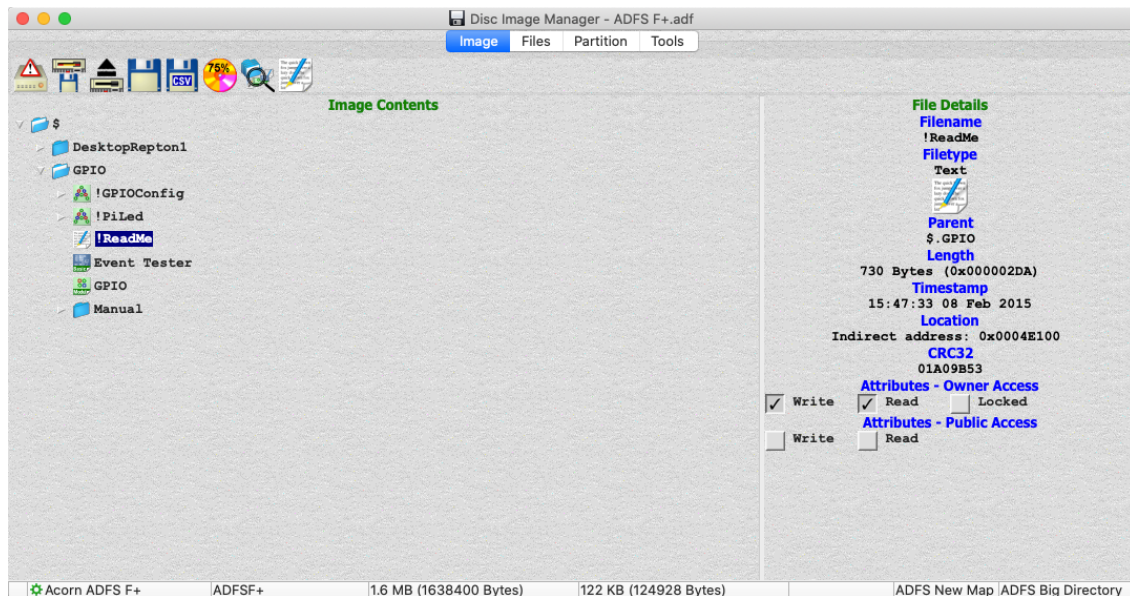 Disc Image Manager - ADFS F+.adf
Image Files Partition Tools
CSV 75%
Image Contents
$
DesktopRepton1
GPIO
!GPIOConfig
!PiLed
!ReadMe
Event Tester
GPIO
Manual
File Details
Filename
!ReadMe
Filetype
Text
Parent
$.GPIO
Length
730 Bytes (0x000002DA)
Timestamp
15:47:33 08 Feb 2015
Location
Indirect address: 0x0004E100
CRC32
01A09B53
Attributes - Owner Access
Write Read Locked
Attributes - Public Access
Write Read
Acorn ADFS F+ ADFSF+ 1.6 MB (1638400 Bytes) 122 KB (124928 Bytes) ADFS New Map ADFS Big Directory